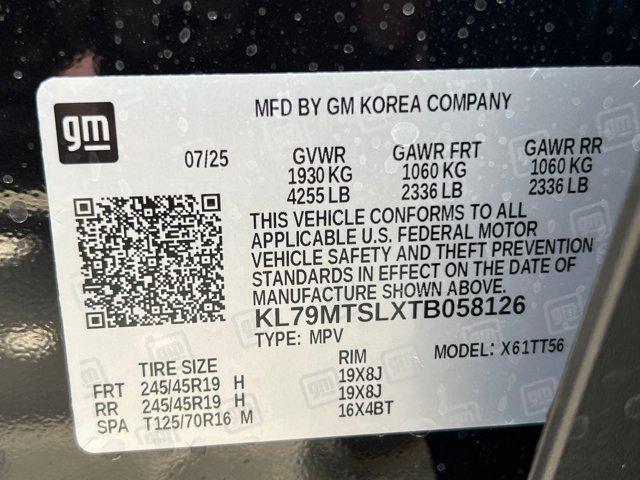 gm
MFD BY GM KOREA COMPANY
07/25
GVWR GAWR FRT GAWR RR
1930 KG 1060 KG 1060 KG
4255 LB 2336 LB 2336 LB
THIS VEHICLE CONFORMS TO ALL
APPLICABLE U.S. FEDERAL MOTOR
VEHICLE SAFETY AND THEFT PREVENTION
STANDARDS IN EFFECT ON THE DATE OF
MANUFACTURE SHOWN ABOVE.
KL79MTSLXTB058126
TYPE: MPV MODEL: X61TT56
TIRE SIZE RIM
FRT 245/45R19 H 19X8J
RR 245/45R19 H 19X8J
SPA T125/70R16 M 16X4BT